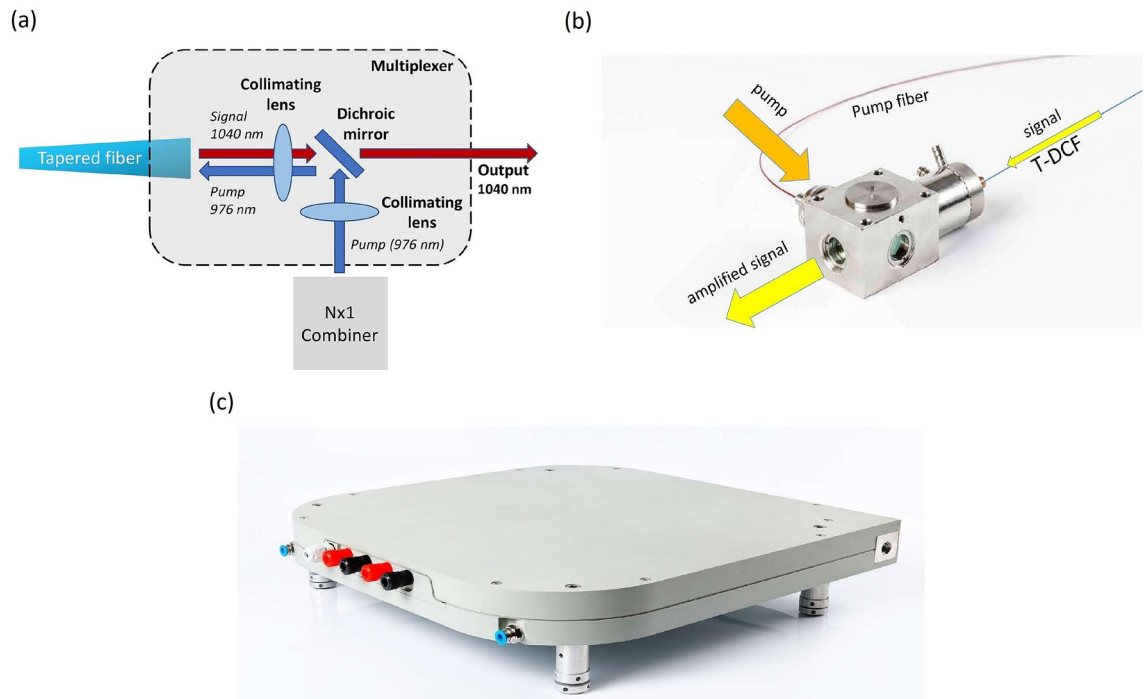 (a)
Multiplexer
Collimating
lens
Signal
1040 nm
Dichroic
mirror
Tapered fiber
Pump
976 nm
Output
1040 nm
Collimating
lens
Pump (976 nm)
Nx1
Combiner
(b)
pump
Pump fiber
signal
T-DCF
amplified signal
(c)